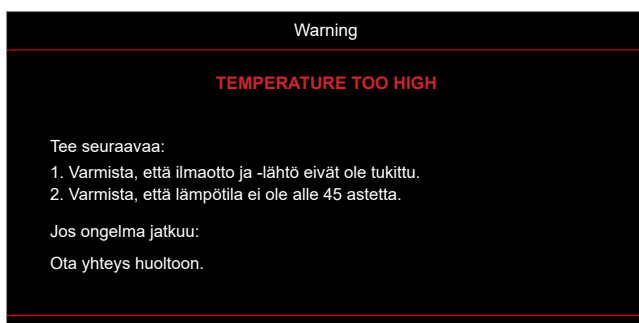 Warning
TEMPERATURE TOO HIGH
Tee seuraavaa:
1. Varmista, että ilmaotto ja -lähtö eivät ole tukittu.
2. Varmista, että lämpötila ei ole alle 45 astetta.
Jos ongelma jatkuu:
Ota yhteys huoltoon.